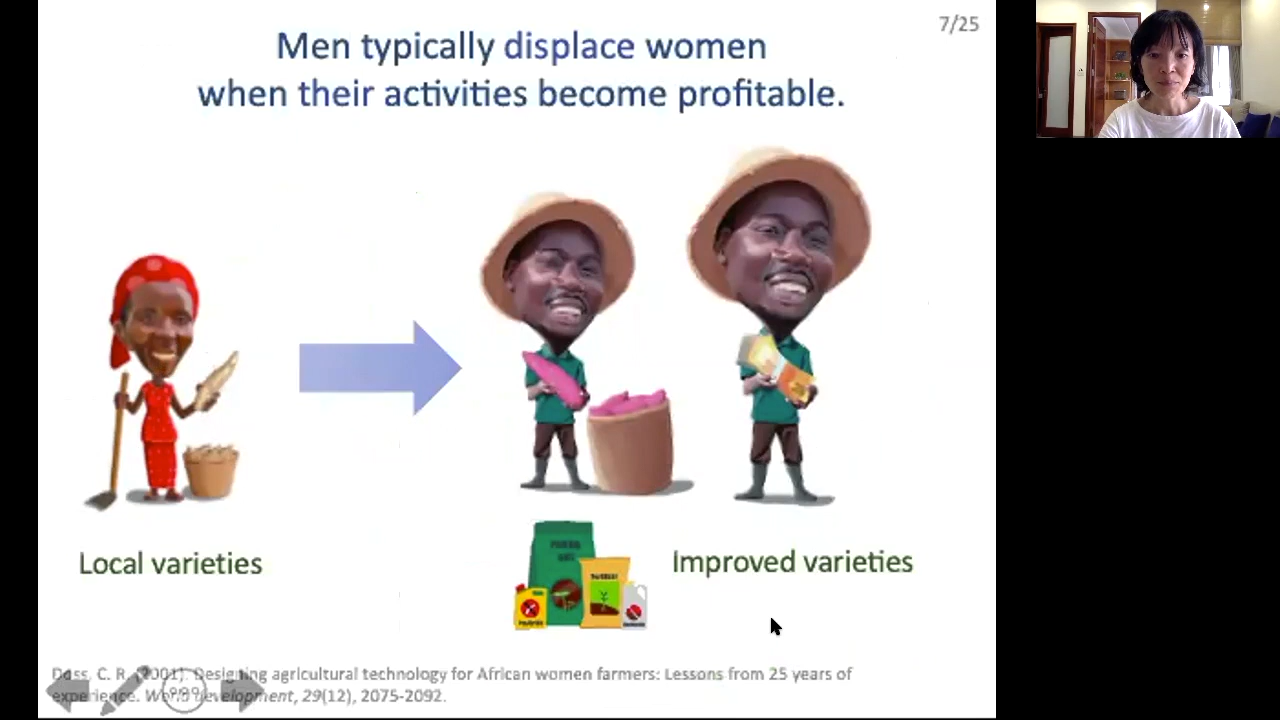 7/25
Men typically displace women
when their activities become profitable.
Local varieties
Improved varieties
Doss, C. R. (2001). Designing agricultural technology for African women farmers: Lessons from 25 years of
experience. World development, 29(12), 2075-2092.